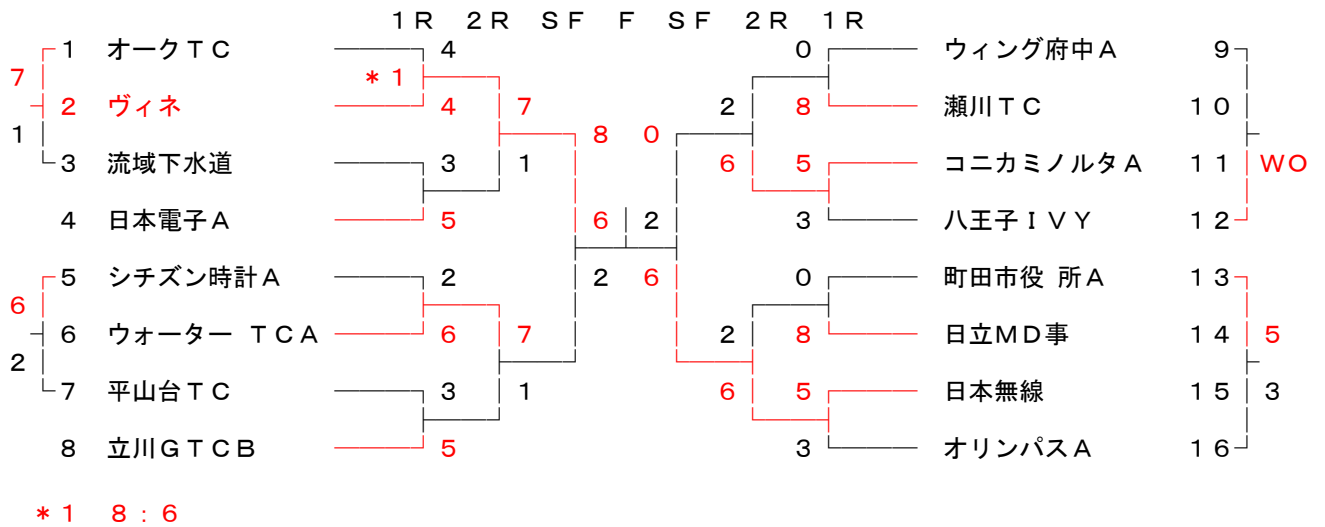 １Ｒ ２Ｒ ＳＦ Ｆ ＳＦ ２Ｒ １Ｒ
１ オークＴＣ ４ ０ ウィング府中Ａ ９
７ ＊１
２ ヴィネ ４ ７ ２ ８ 瀬川ＴＣ １０
１ ８ ０
３ 流域下水道 ３ １ ６ ５ コニカミノルタＡ １１ ＷＯ
４ 日本電子Ａ ５ ６ ２ ３ 八王子ＩＶＹ １２
５ シチズン時計Ａ ２ ２ ６ ０ 町田市役 所Ａ １３
６
６ ウォーター ＴＣＡ ６ ７ ２ ８ 日立ＭＤ事 １４ ５
２
７ 平山台ＴＣ ３ １ ６ ５ 日本無線 １５ ３
８ 立川ＧＴＣＢ ５ ３ オリンパスＡ １６
＊１ ８：６